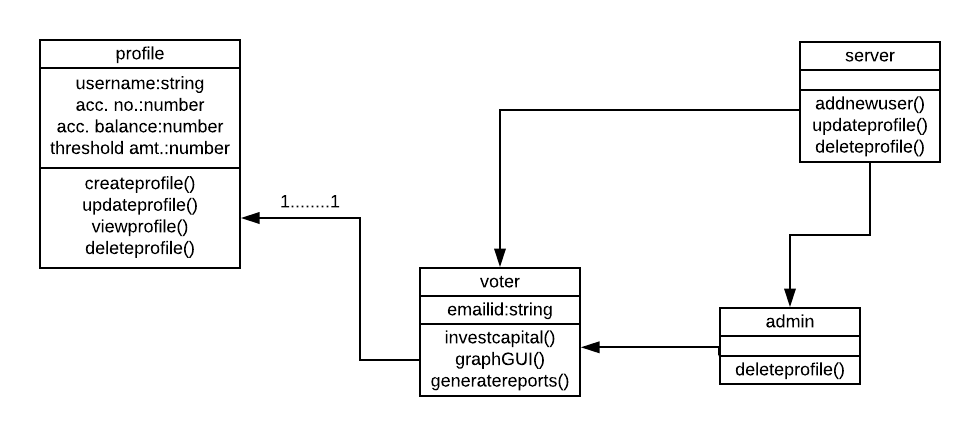 profile
username:string
acc. no.:number
acc. balance:number
threshold amt.:number
createprofile()
updateprofile()
viewprofile()
deleteprofile()
1........1
server
addnewuser()
updateprofile()
deleteprofile()
voter
emailid:string
investcapital()
graphGUI()
generatereports()
admin
deleteprofile()